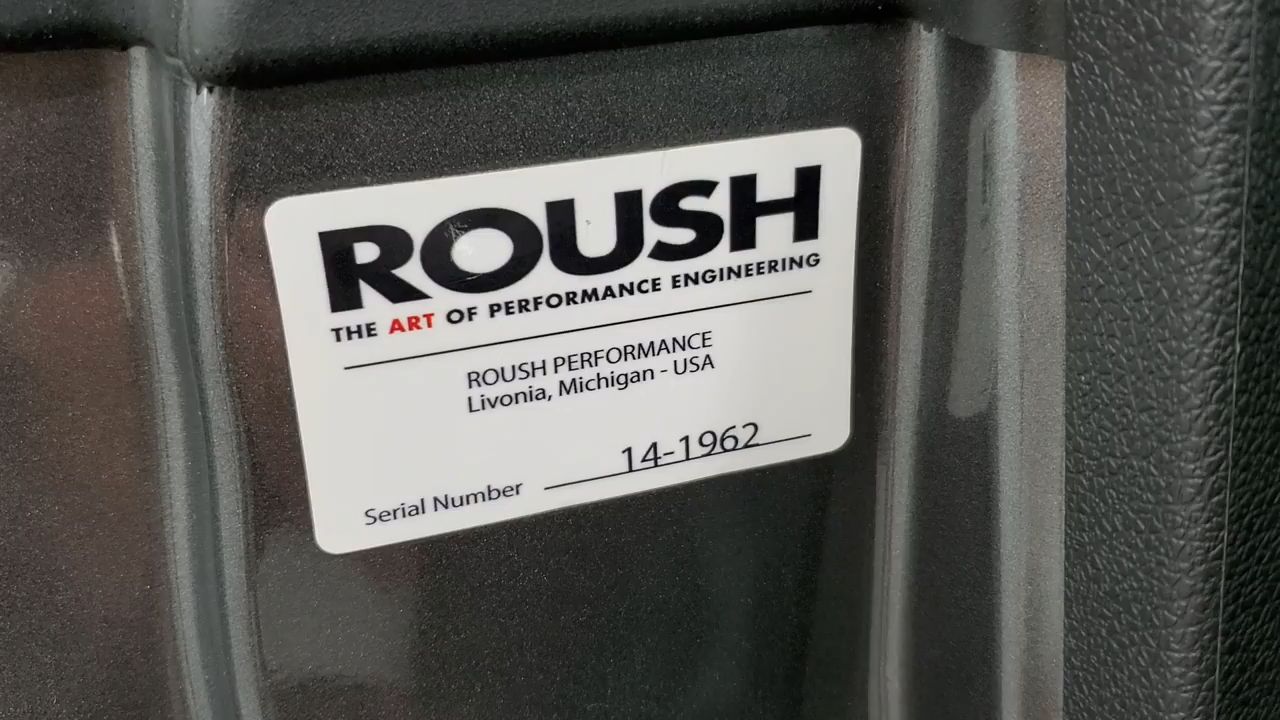 ROUSH
THE ART OF PERFORMANCE ENGINEERING
ROUSH PERFORMANCE
Livonia, Michigan - USA
Serial Number 14-1962